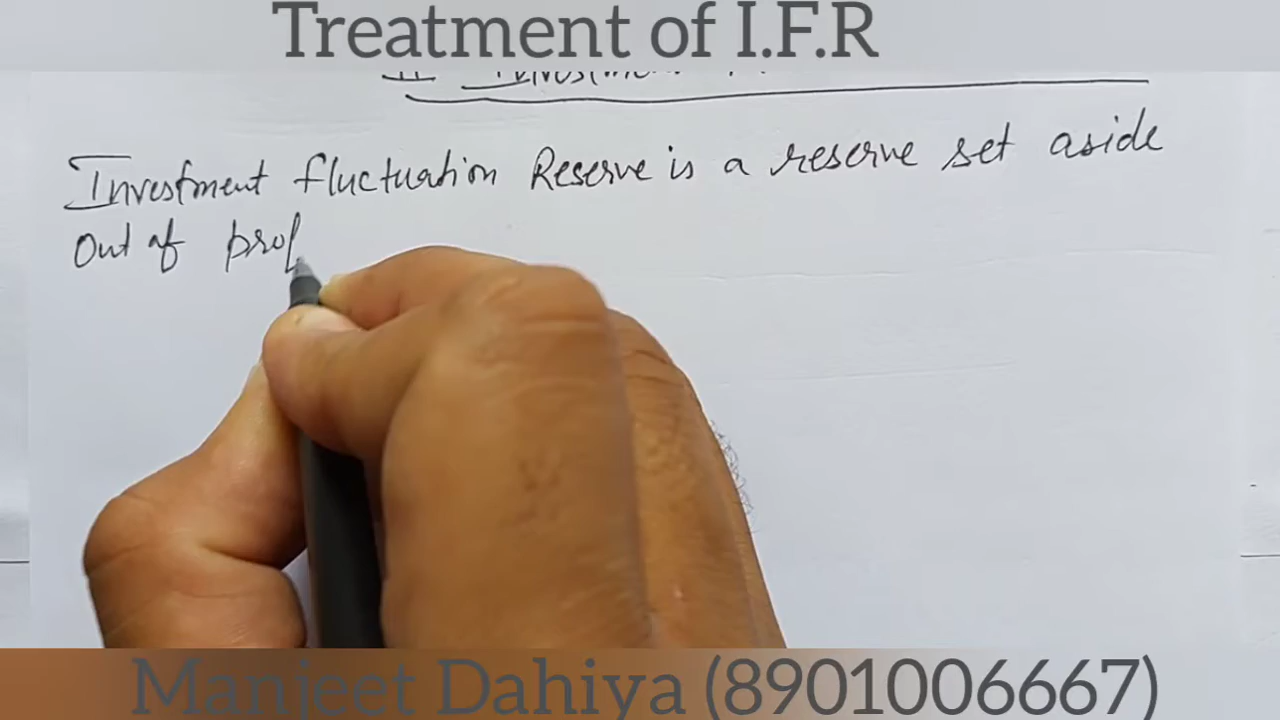 Treatment of I.F.R
Investment fluctuation Reserve is a reserve set aside
Out of prof
Manjeet Dahiya (8901006667)